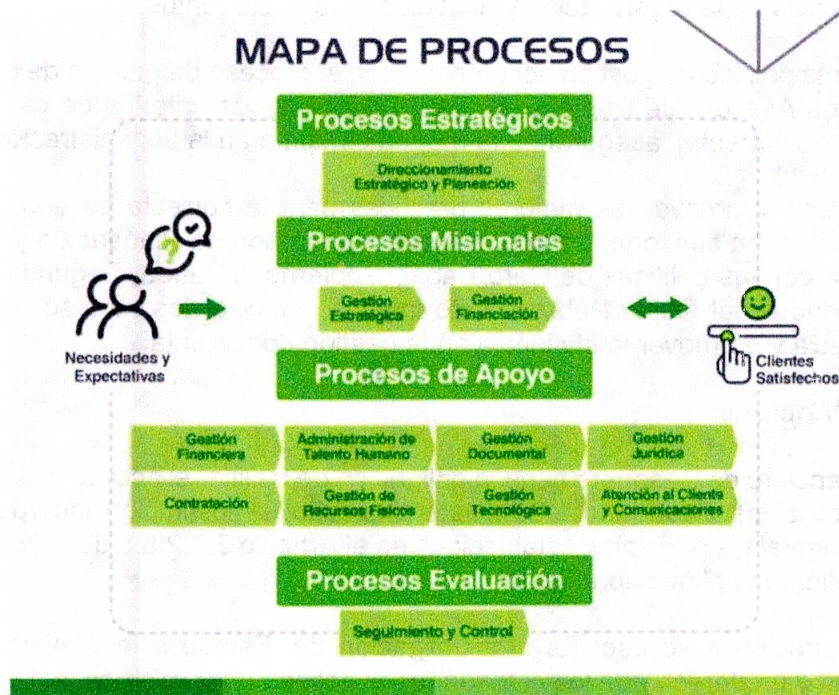 MAPA DE PROCESOS
Procesos Estratégicos
Direccionamiento
Estratégico y Planeación
Procesos Misionales
Gestión
Estratégica
Gestión
Financiación
Necesidades y
Expectativas
Clientes
Satisfechos
Procesos de Apoyo
Gestión
Financiera
Administración de
Talento Humano
Gestión
Documental
Gestión
Jurídica
Contratación
Gestión de
Recursos Físicos
Gestión
Tecnológica
Atención al Cliente
y Comunicaciones
Procesos Evaluación
Seguimiento y Control